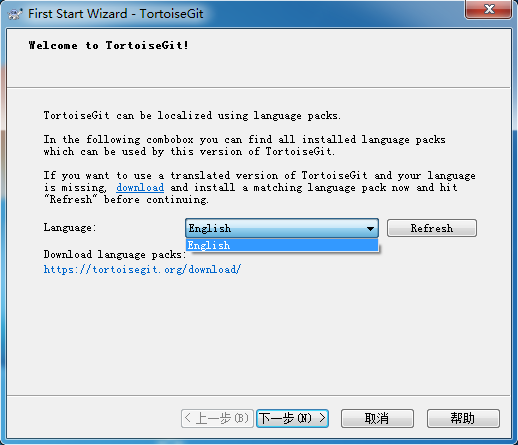 First Start Wizard - TortoiseGit
Welcome to TortoiseGit!
TortoiseGit can be localized using language packs.
In the following combobox you can find all installed language packs
which can be used by this version of TortoiseGit.
If you want to use a translated version of TortoiseGit and your language
is missing, download and install a matching language pack now and hit
"Refresh" before continuing.
Language: English Refresh
English
Download language packs:
https://tortoisegit.org/download/
< 上一步(B) 下一步(N) > 取消 帮助